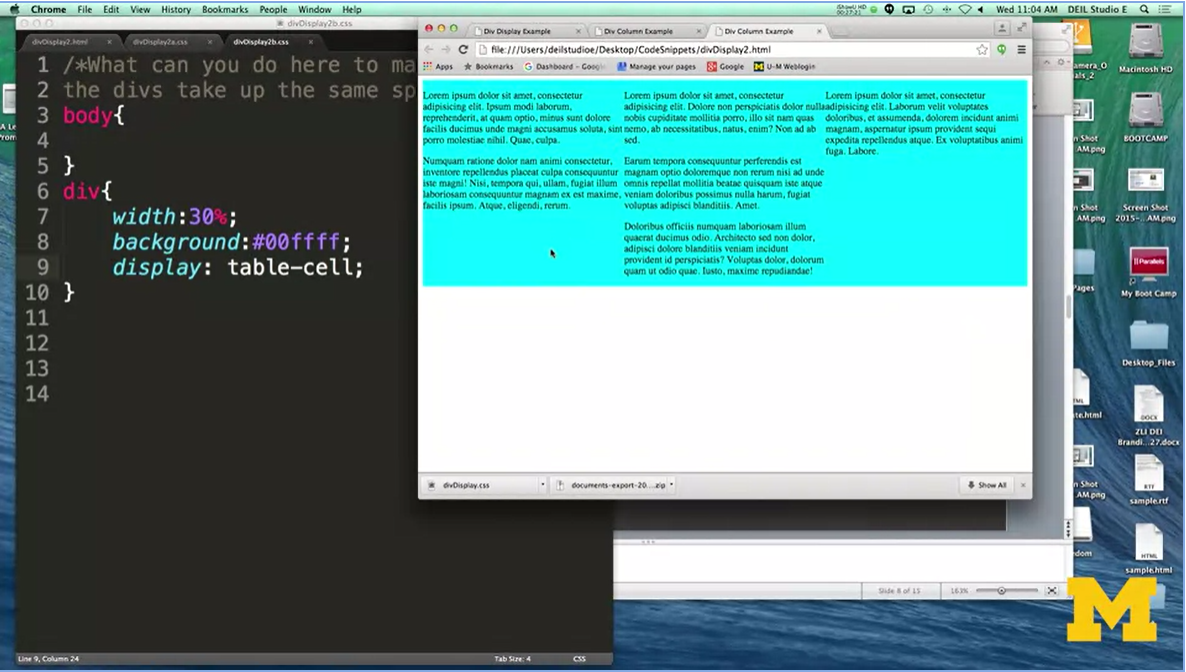 Chrome File Edit View History Bookmarks People Window Help
Wed 11:04 AM DEIL Studio E
divDisplay2b.css
divDisplay2.html
divDisplay2a.css
divDisplay2b.css
1 /*What can you do here to ma
2 the divs take up the same sp
3 body{
4
5 }
6 div{
7 width:30%;
8 background:#00ffff;
9 display: table-cell;
10 }
11
12
13
14
Line 9, Column 24
Tab Size: 4
CSS
Div Display Example
Div Column Example
Div Column Example
file:///Users/deilstudioe/Desktop/CodeSnippets/divDisplay2.html
Apps
Bookmarks
Dashboard – Googl
Manage your pages
Google
U-M Weblogin
Lorem ipsum dolor sit amet, consectetur
adipisicing elit. Ipsum modi laborum,
reprehenderit, at quam optio, minus sunt dolore
facilis ducimus unde magni accusamus soluta, sint
porro molestiae nihil. Quae, culpa.
Numquam ratione dolor nam animi consectetur,
inventore repellendus placeat culpa consequuntur
iste magni! Nisi, tempora qui, ullam, fugiat illum
laboriosam consequuntur magnam ex est maxime,
facilis ipsum. Atque, eligendi, rerum.
Lorem ipsum dolor sit amet, consectetur
adipisicing elit. Dolore non perspiciatis dolor nulla
nobis cupiditate mollitia porro, illo sit nam quas
nemo, ab necessitatibus, natus, enim? Non ad ab
sed.
Earum tempora consequuntur perferendis est
magnam optio doloremque non rerum nisi ad unde
omnis repellat mollitia beatae quisquam iste atque
veniam doloribus possimus nulla harum, fugiat
voluptas adipisci blanditiis. Amet.
Doloribus officiis numquam laboriosam illum
quaerat ducimus odio. Architecto sed non dolor,
adipisci dolore blanditiis veniam incidunt
provident id perspiciatis? Voluptas dolor, dolorum
quam ut odio quae. Iusto, maxime repudiandae!
Lorem ipsum dolor sit amet, consectetur
adipisicing elit. Laborum velit voluptates
doloribus, et assumenda, dolorem incidunt animi
magnam, aspernatur ipsum provident sequi
expedita repellendus atque. Ex voluptatibus animi
fuga. Labore.
divDisplay.css
documents-export-20....zip
Show All
Slide 8 of 15
163%
Macintosh HD
BOOTCAMP
Screen Shot
2015-...AM.png
Parallels
My Boot Camp
Desktop_Files
DOCX
ZLI DEI
Brandi...27.docx
RTF
sample.rtf
HTML
sample.html
M